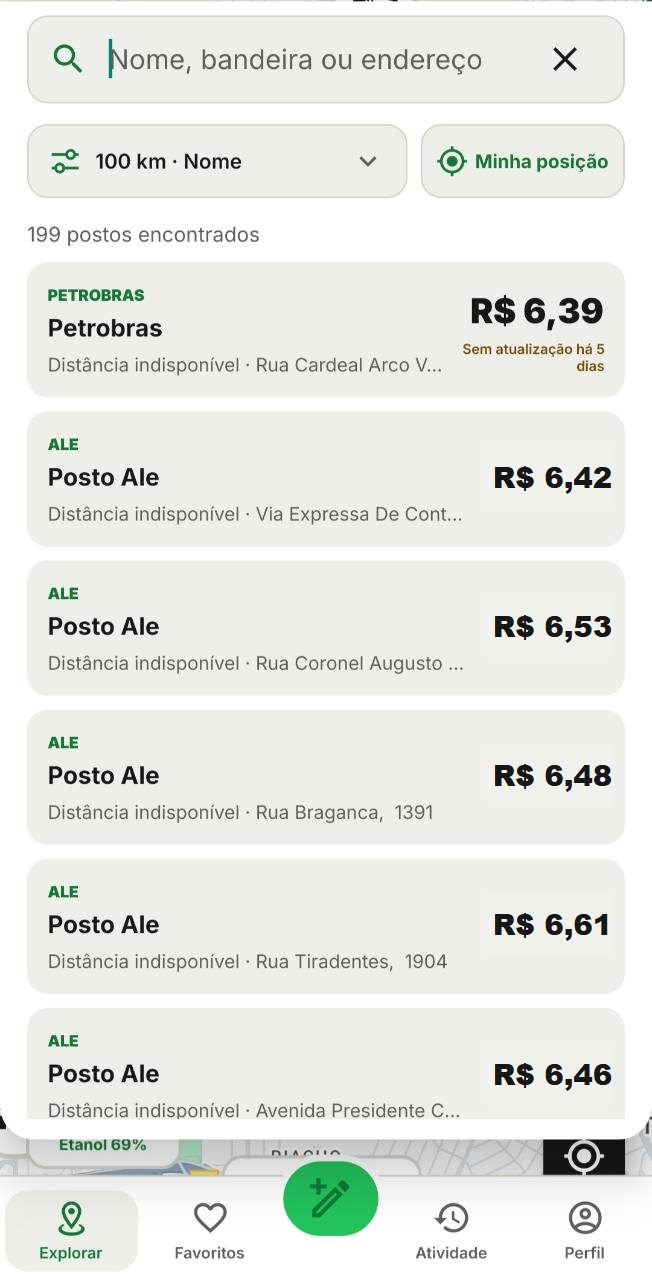 Nome, bandeira ou endereço
100 km · Nome
Minha posição
199 postos encontrados
PETROBRAS
Petrobras
R$ 6,39
Distância indisponível · Rua Cardeal Arco V...
Sem atualização há 5
dias
ALE
Posto Ale
R$ 6,42
Distância indisponível · Via Expressa De Cont...
ALE
Posto Ale
R$ 6,53
Distância indisponível · Rua Coronel Augusto ...
ALE
Posto Ale
R$ 6,48
Distância indisponível · Rua Braganca,  1391
ALE
Posto Ale
R$ 6,61
Distância indisponível · Rua Tiradentes,  1904
ALE
Posto Ale
R$ 6,46
Distância indisponível · Avenida Presidente C...
Etanol 69%
Explorar
Favoritos
Atividade
Perfil